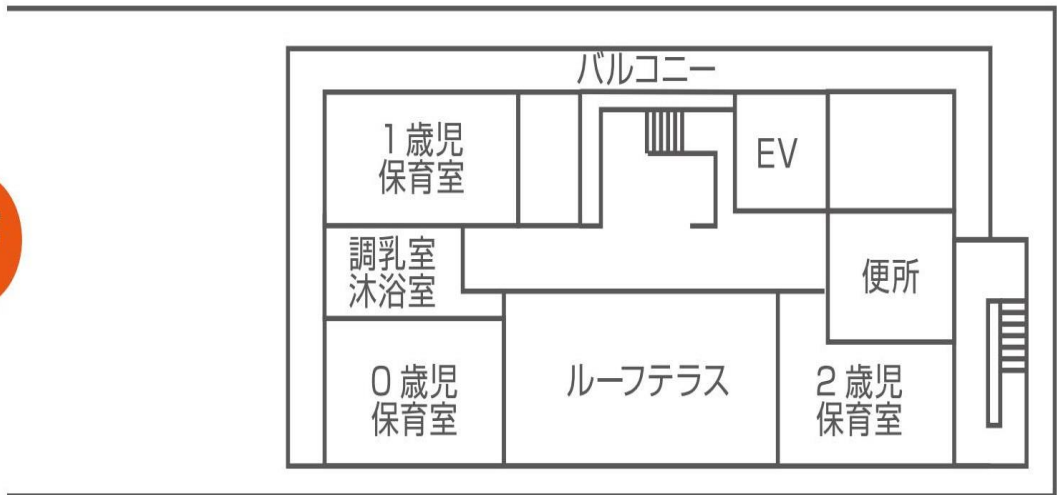 バルコニー
1歳児
保育室
EV
調乳室
沐浴室
便所
0歳児
保育室
ルーフテラス
2歳児
保育室